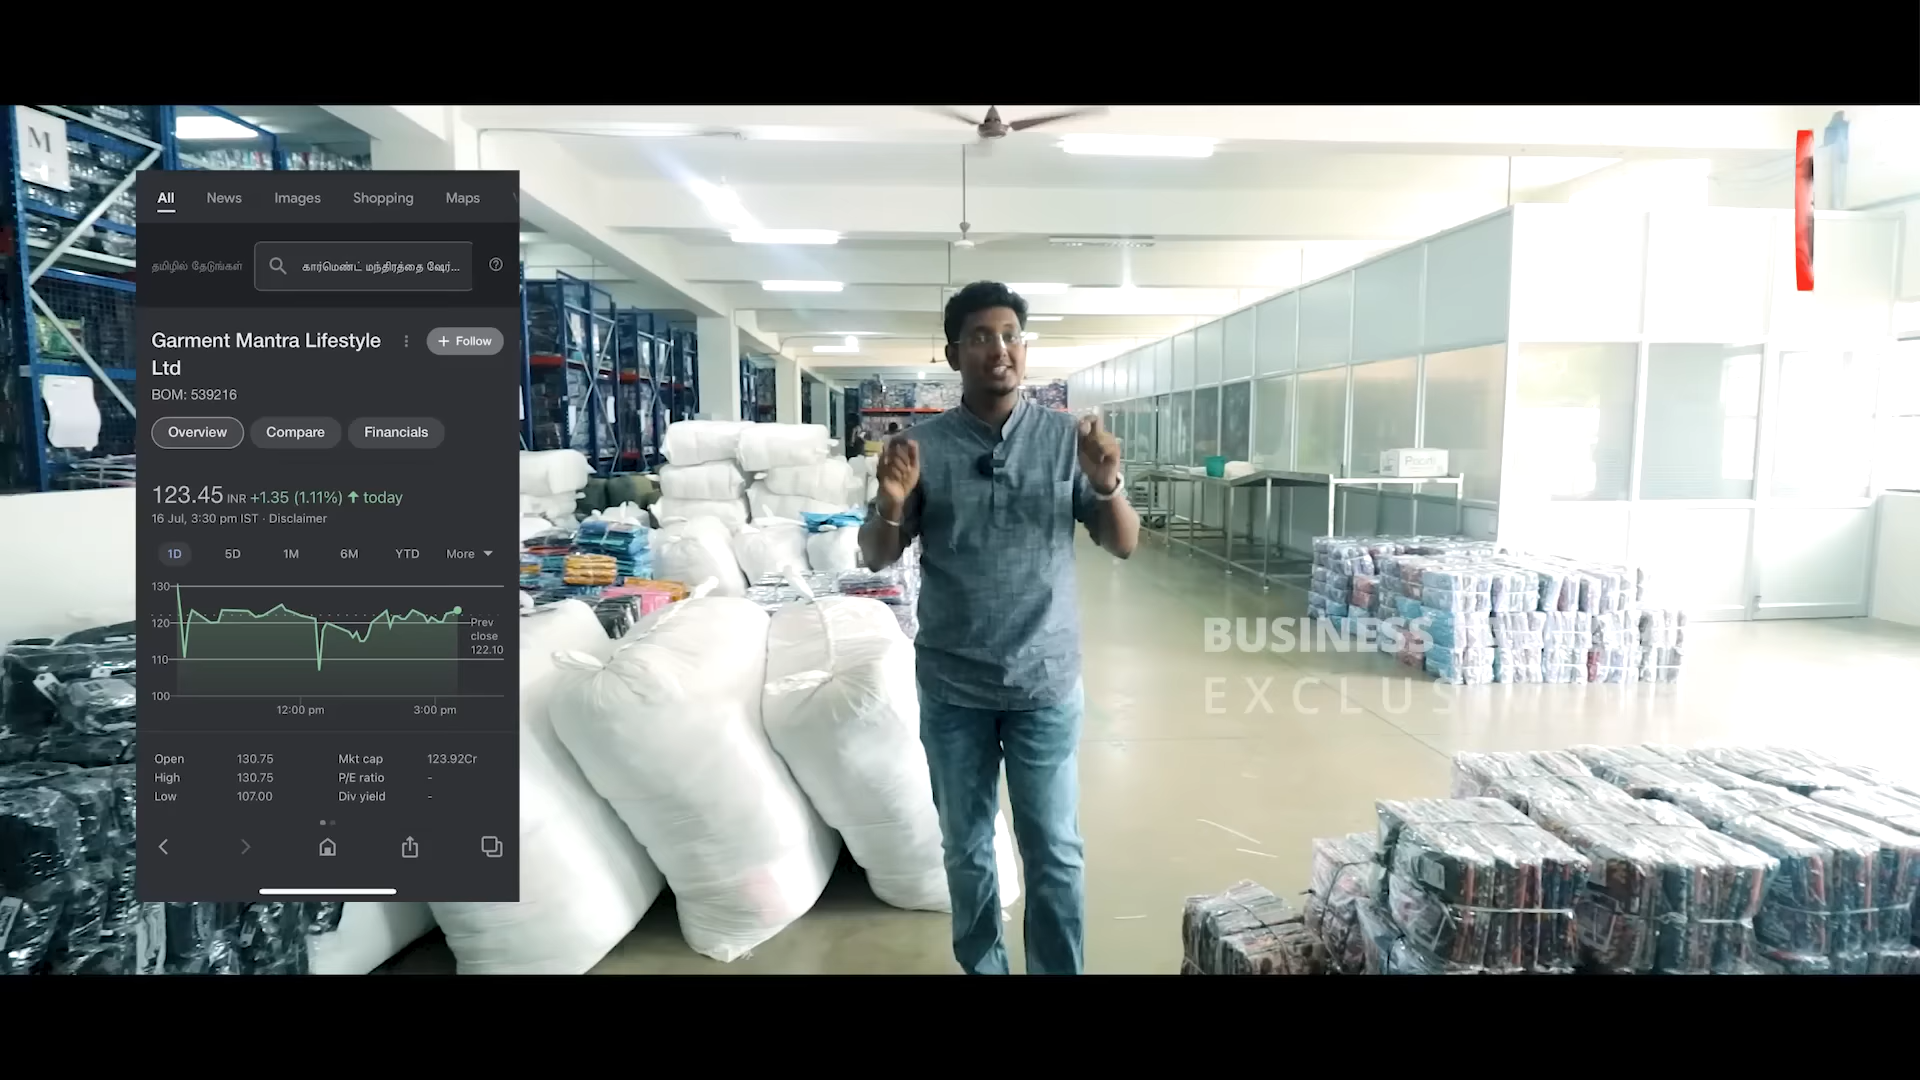 M
All News Images Shopping Maps
தமிழில் தேடுங்கள்
கார்மெண்ட் மந்திரத்தை ஷேர்...
Garment Mantra Lifestyle
Ltd
+ Follow
BOM: 539216
Overview Compare Financials
123.45 INR +1.35 (1.11%) ↑ today
16 Jul, 3:30 pm IST · Disclaimer
1D 5D 1M 6M YTD More
130
120
110
100
Prev
close
122.10
12:00 pm 3:00 pm
Open 130.75 Mkt cap 123.92Cr
High 130.75 P/E ratio -
Low 107.00 Div yield -
BUSINESS
EXCLUS